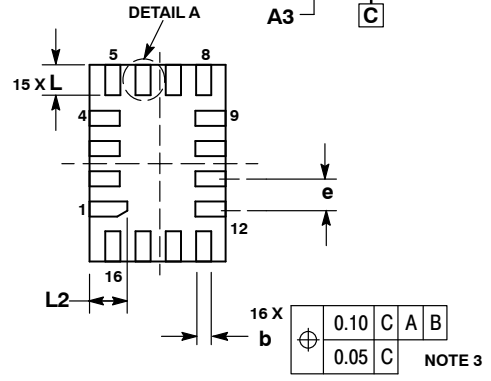 DETAIL A
A3
C
5
8
15 X L
4
9
e
1
12
16
L2
16 X
b
0.10 C A B
0.05 C
NOTE 3